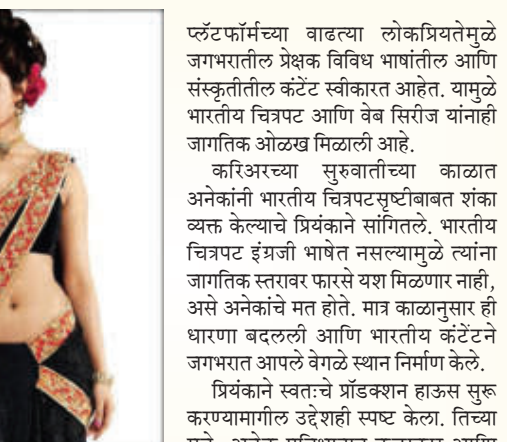 प्लॅटफॉर्मच्या वाढत्या लोकप्रियतेमुळे
जगभरातील प्रेक्षक विविध भाषांतील आणि
संस्कृतीतील कंटेंट स्वीकारत आहेत. यामुळे
भारतीय चित्रपट आणि वेब सिरीज यांनाही
जागतिक ओळख मिळाली आहे.
करिअरच्या सुरुवातीच्या काळात
अनेकांनी भारतीय चित्रपटसृष्टीबाबत शंका
व्यक्त केल्याचे प्रियंकाने सांगितले. भारतीय
चित्रपट इंग्रजी भाषेत नसल्यामुळे त्यांना
जागतिक स्तरावर फारसे यश मिळणार नाही,
असे अनेकांचे मत होते. मात्र काळानुसार ही
धारणा बदलली आणि भारतीय कंटेंटने
जगभरात आपले वेगळे स्थान निर्माण केले.
प्रियंकाने स्वतःचे प्रॉडक्शन हाऊस सुरू
करण्यामागील उद्देशही स्पष्ट केला. तिच्या